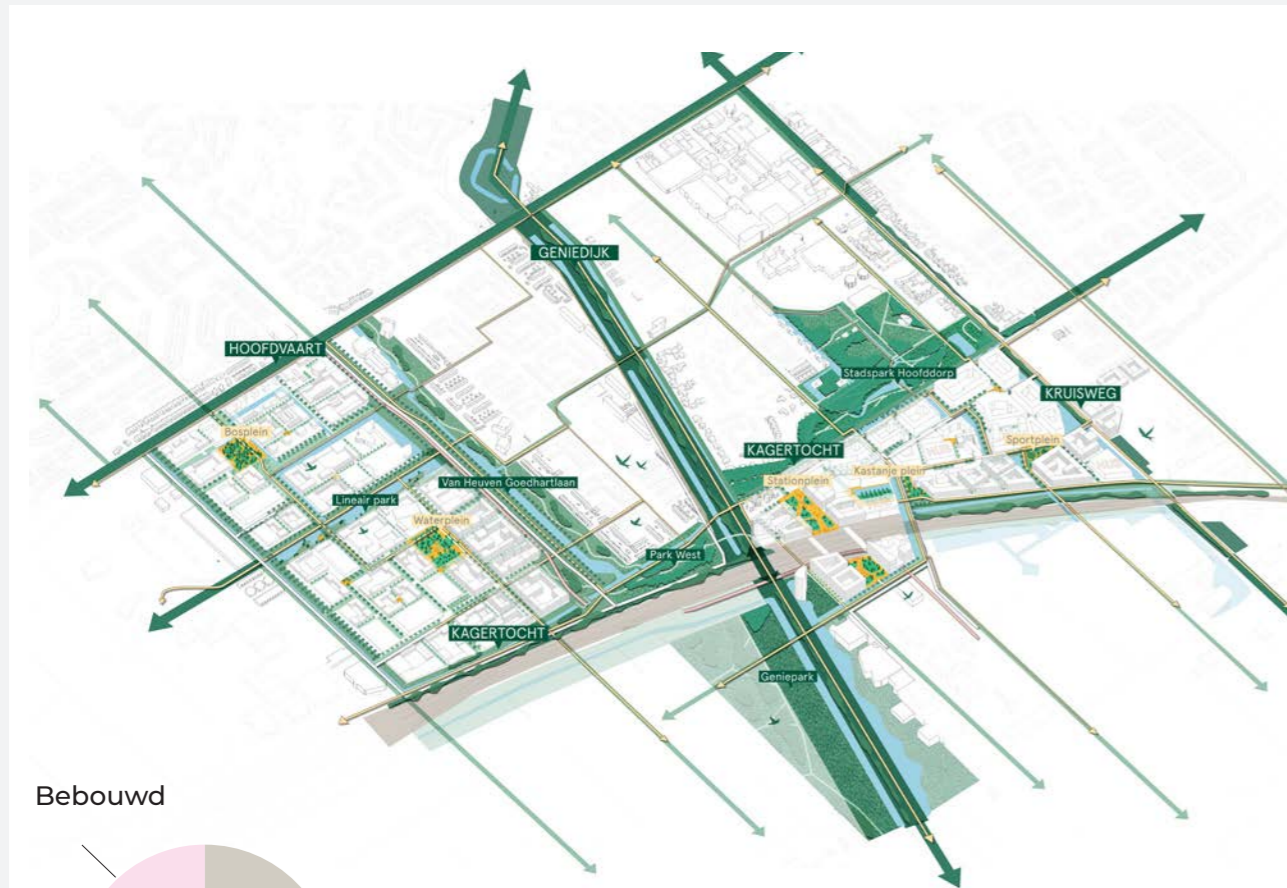 GENIEDIJK
HOOFDVAART
Stadspark Hoofddorp
KRUISWEG
Bosplein
KAGERTOCHT
Sportplein
Kastanje plein
Van Heuven Goedhartlaan
Stationplein
Lineair park
Waterplein
Park West
KAGERTOCHT
Geniepark
Bebouwd